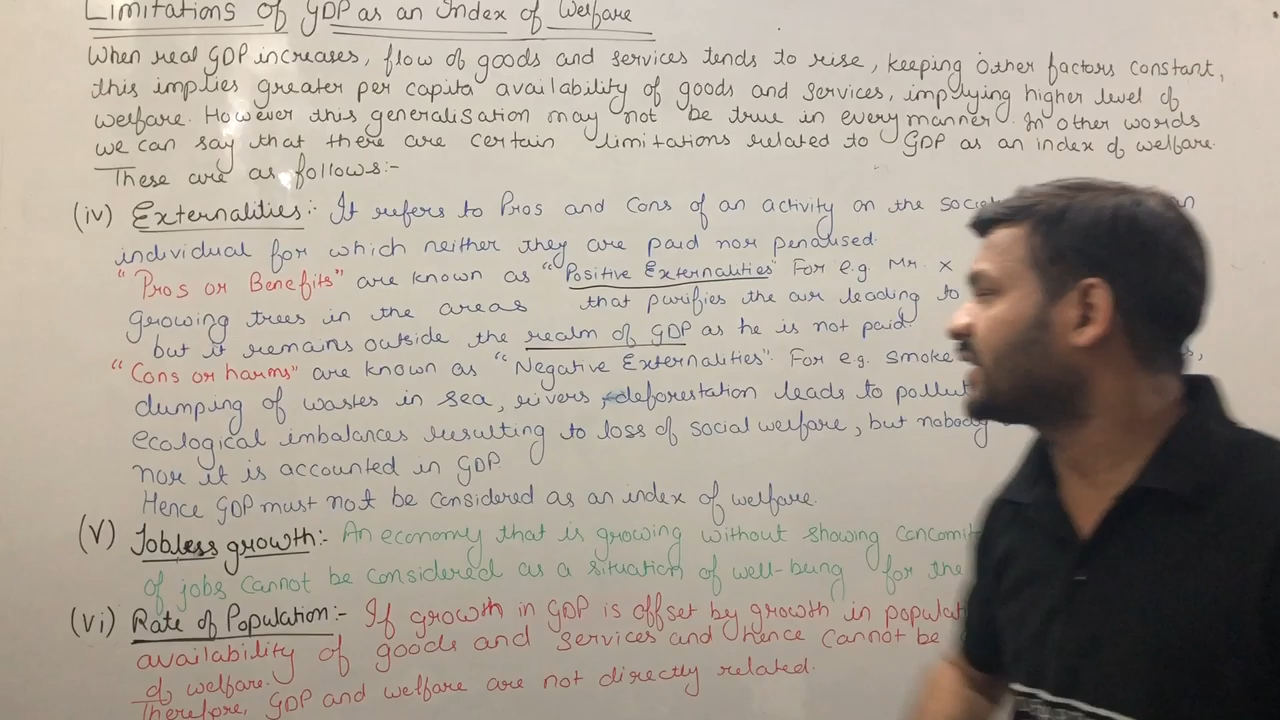 Limitations of GDP as an Index of Welfare
When real GDP increases, flow of goods and services tends to rise, keeping other factors constant,
this implies greater per capita availability of goods and services, implying higher level of
welfare. However this generalisation may not be true in every manner. In other words
we can say that there are certain limitations related to GDP as an index of welfare.
These are as follows:-
(iv) Externalities:- It refers to Pros and Cons of an activity on the
individual for which neither they are paid nor penalised.
"Pros or Benefits" are known as "Positive Externalities" For e.g. Mr. X
growing trees in the areas that purifies the air leading to
but it remains outside the realm of GDP as he is not paid.
"Cons or harms" are known as "Negative Externalities". For e.g. smoke
dumping of wastes in sea, rivers, deforestation leads to
ecological imbalances resulting to loss of social welfare, but nobody
nor it is accounted in GDP.
Hence GDP must not be considered as an index of welfare.
(V) Jobless growth:- An economy that is growing without showing
of jobs cannot be considered as a situation of well-being for the
(vi) Rate of Population:- If growth in GDP is offset by growth in
availability of goods and services and hence cannot be
of welfare.
Therefore, GDP and welfare are not directly related.